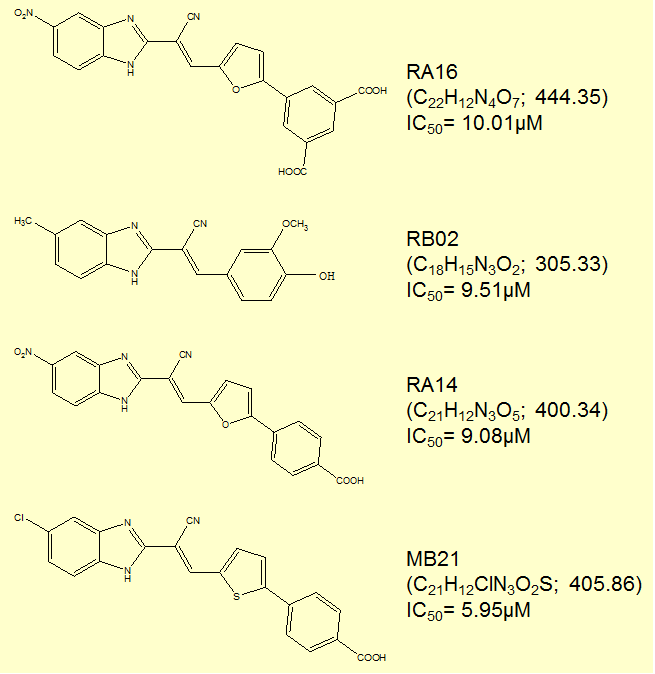 O₂N
N
CN
N
H
O
COOH
HOOC
RA16
(C₂₂H₁₂N₄O₇; 444.35)
IC₅₀= 10.01µM
H₃C
N
CN
N
H
OCH₃
OH
RB02
(C₁₈H₁₅N₃O₂; 305.33)
IC₅₀= 9.51µM
O₂N
N
CN
N
H
O
COOH
RA14
(C₂₁H₁₂N₃O₅; 400.34)
IC₅₀= 9.08µM
Cl
N
CN
N
H
S
COOH
MB21
(C₂₁H₁₂ClN₃O₂S; 405.86)
IC₅₀= 5.95µM